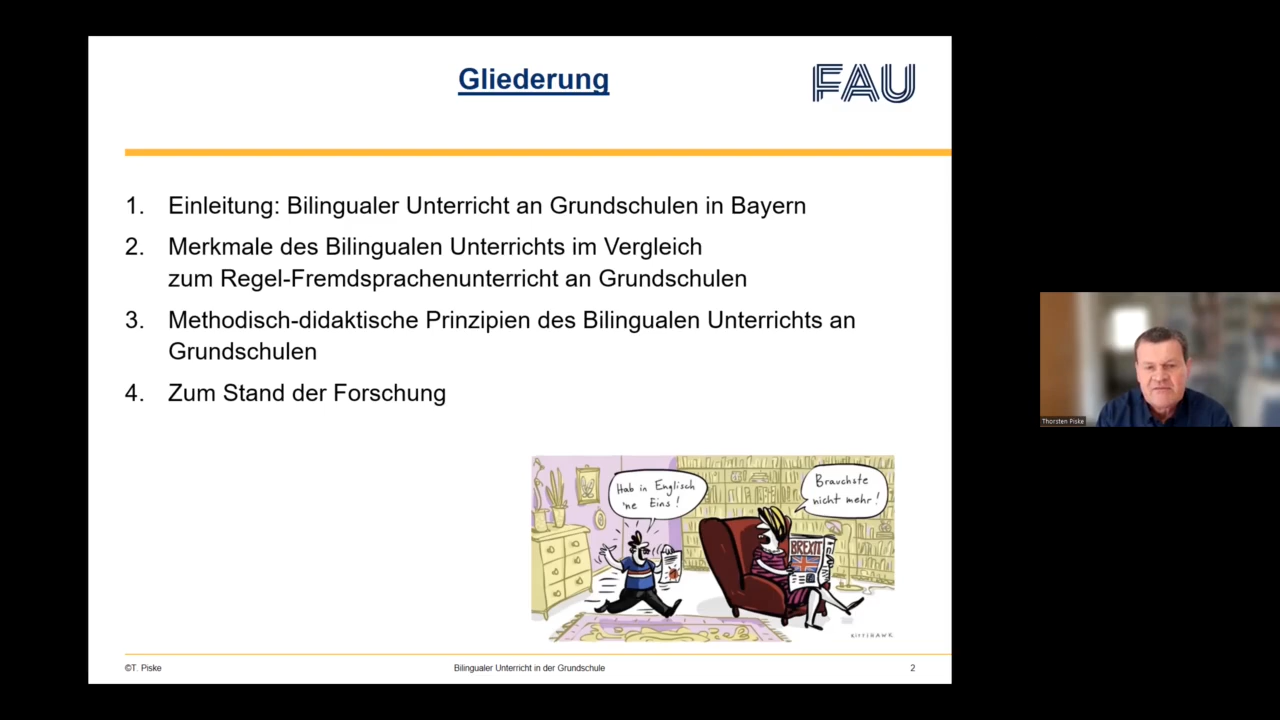 Gliederung
FAU
1. Einleitung: Bilingualer Unterricht an Grundschulen in Bayern
2. Merkmale des Bilingualen Unterrichts im Vergleich
zum Regel-Fremdsprachenunterricht an Grundschulen
3. Methodisch-didaktische Prinzipien des Bilingualen Unterrichts an
Grundschulen
4. Zum Stand der Forschung
Hab in Englisch
'ne Eins!
Brauchste
nicht mehr!
BREXIT
KITTIHAWK
©T. Piske
Bilingualer Unterricht in der Grundschule
2
Thorsten Piske